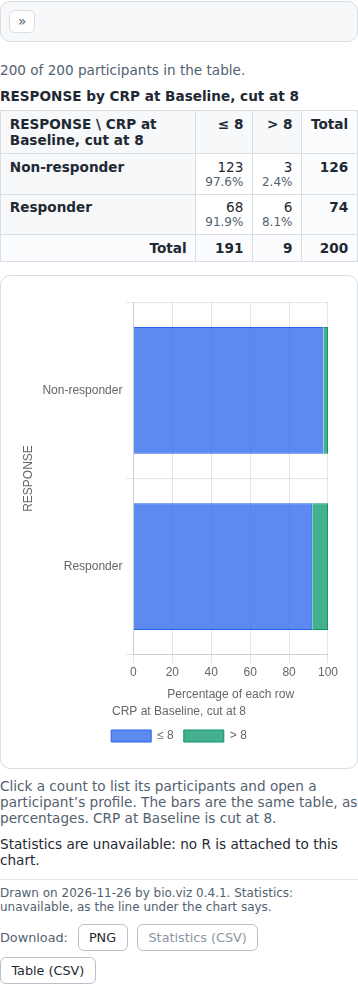 »
200 of 200 participants in the table.
RESPONSE by CRP at Baseline, cut at 8
RESPONSE \ CRP at Baseline, cut at 8 ≤ 8 > 8 Total
Non-responder 123 3 126
97.6% 2.4%
Responder 68 6 74
91.9% 8.1%
Total 191 9 200
Non-responder
RESPONSE
Responder
0 20 40 60 80 100
Percentage of each row
CRP at Baseline, cut at 8
≤ 8 > 8
Click a count to list its participants and open a
participant’s profile. The bars are the same table, as
percentages. CRP at Baseline is cut at 8.
Statistics are unavailable: no R is attached to this
chart.
Drawn on 2026-11-26 by bio.viz 0.4.1. Statistics:
unavailable, as the line under the chart says.
Download: PNG Statistics (CSV)
Table (CSV)